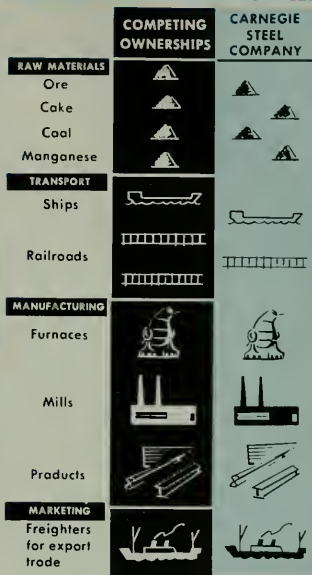 COMPETING
OWNERSHIPS
CARNEGIE
STEEL
COMPANY
RAW MATERIALS
Ore
Cake
Coal
Manganese
TRANSPORT
Ships
Railroads
MANUFACTURING
Furnaces
Mills
Products
MARKETING
Freighters
for export
trade